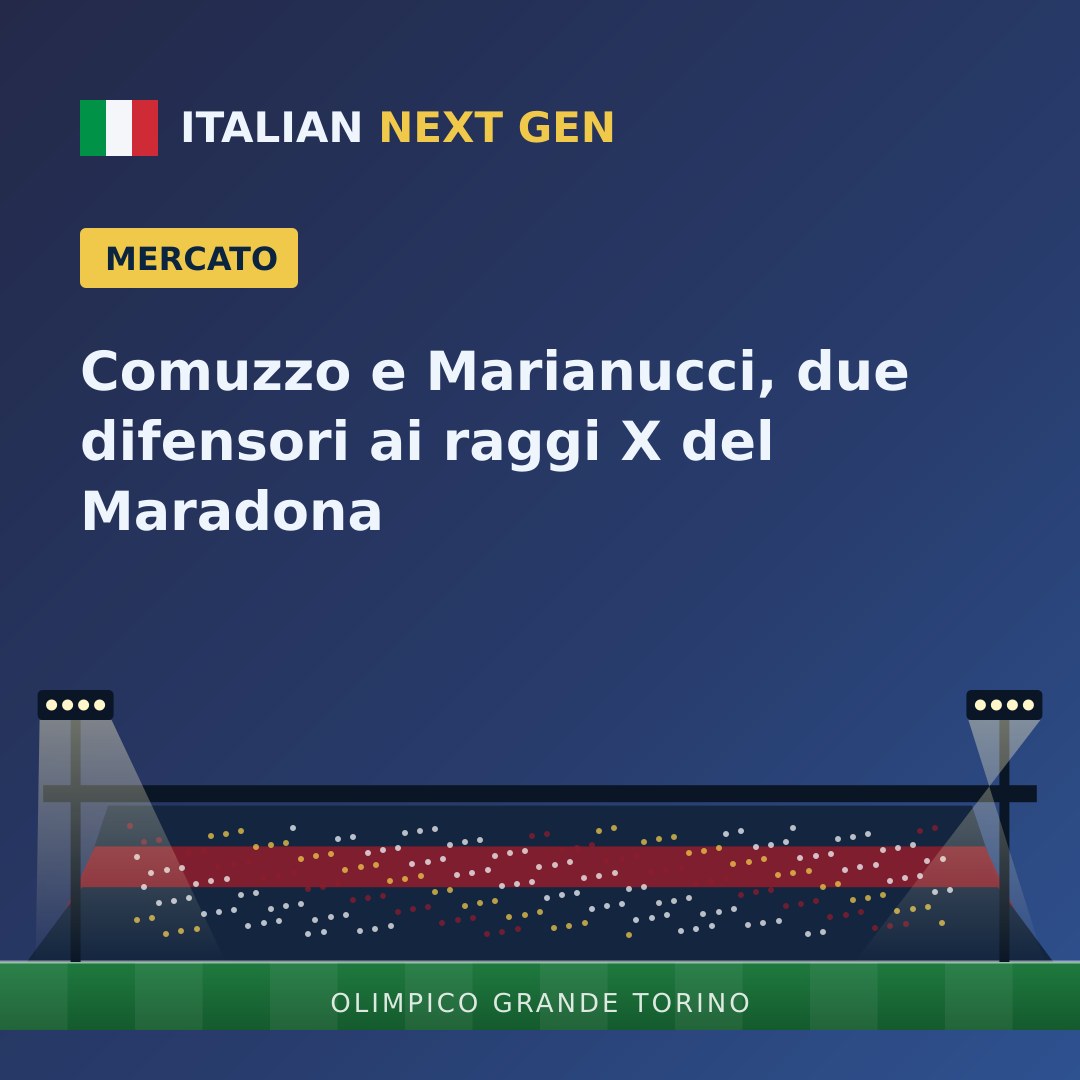 ITALIAN NEXT GEN
MERCATO
Comuzzo e Marianucci, due
difensori ai raggi X del
Maradona
OLIMPICO GRANDE TORINO